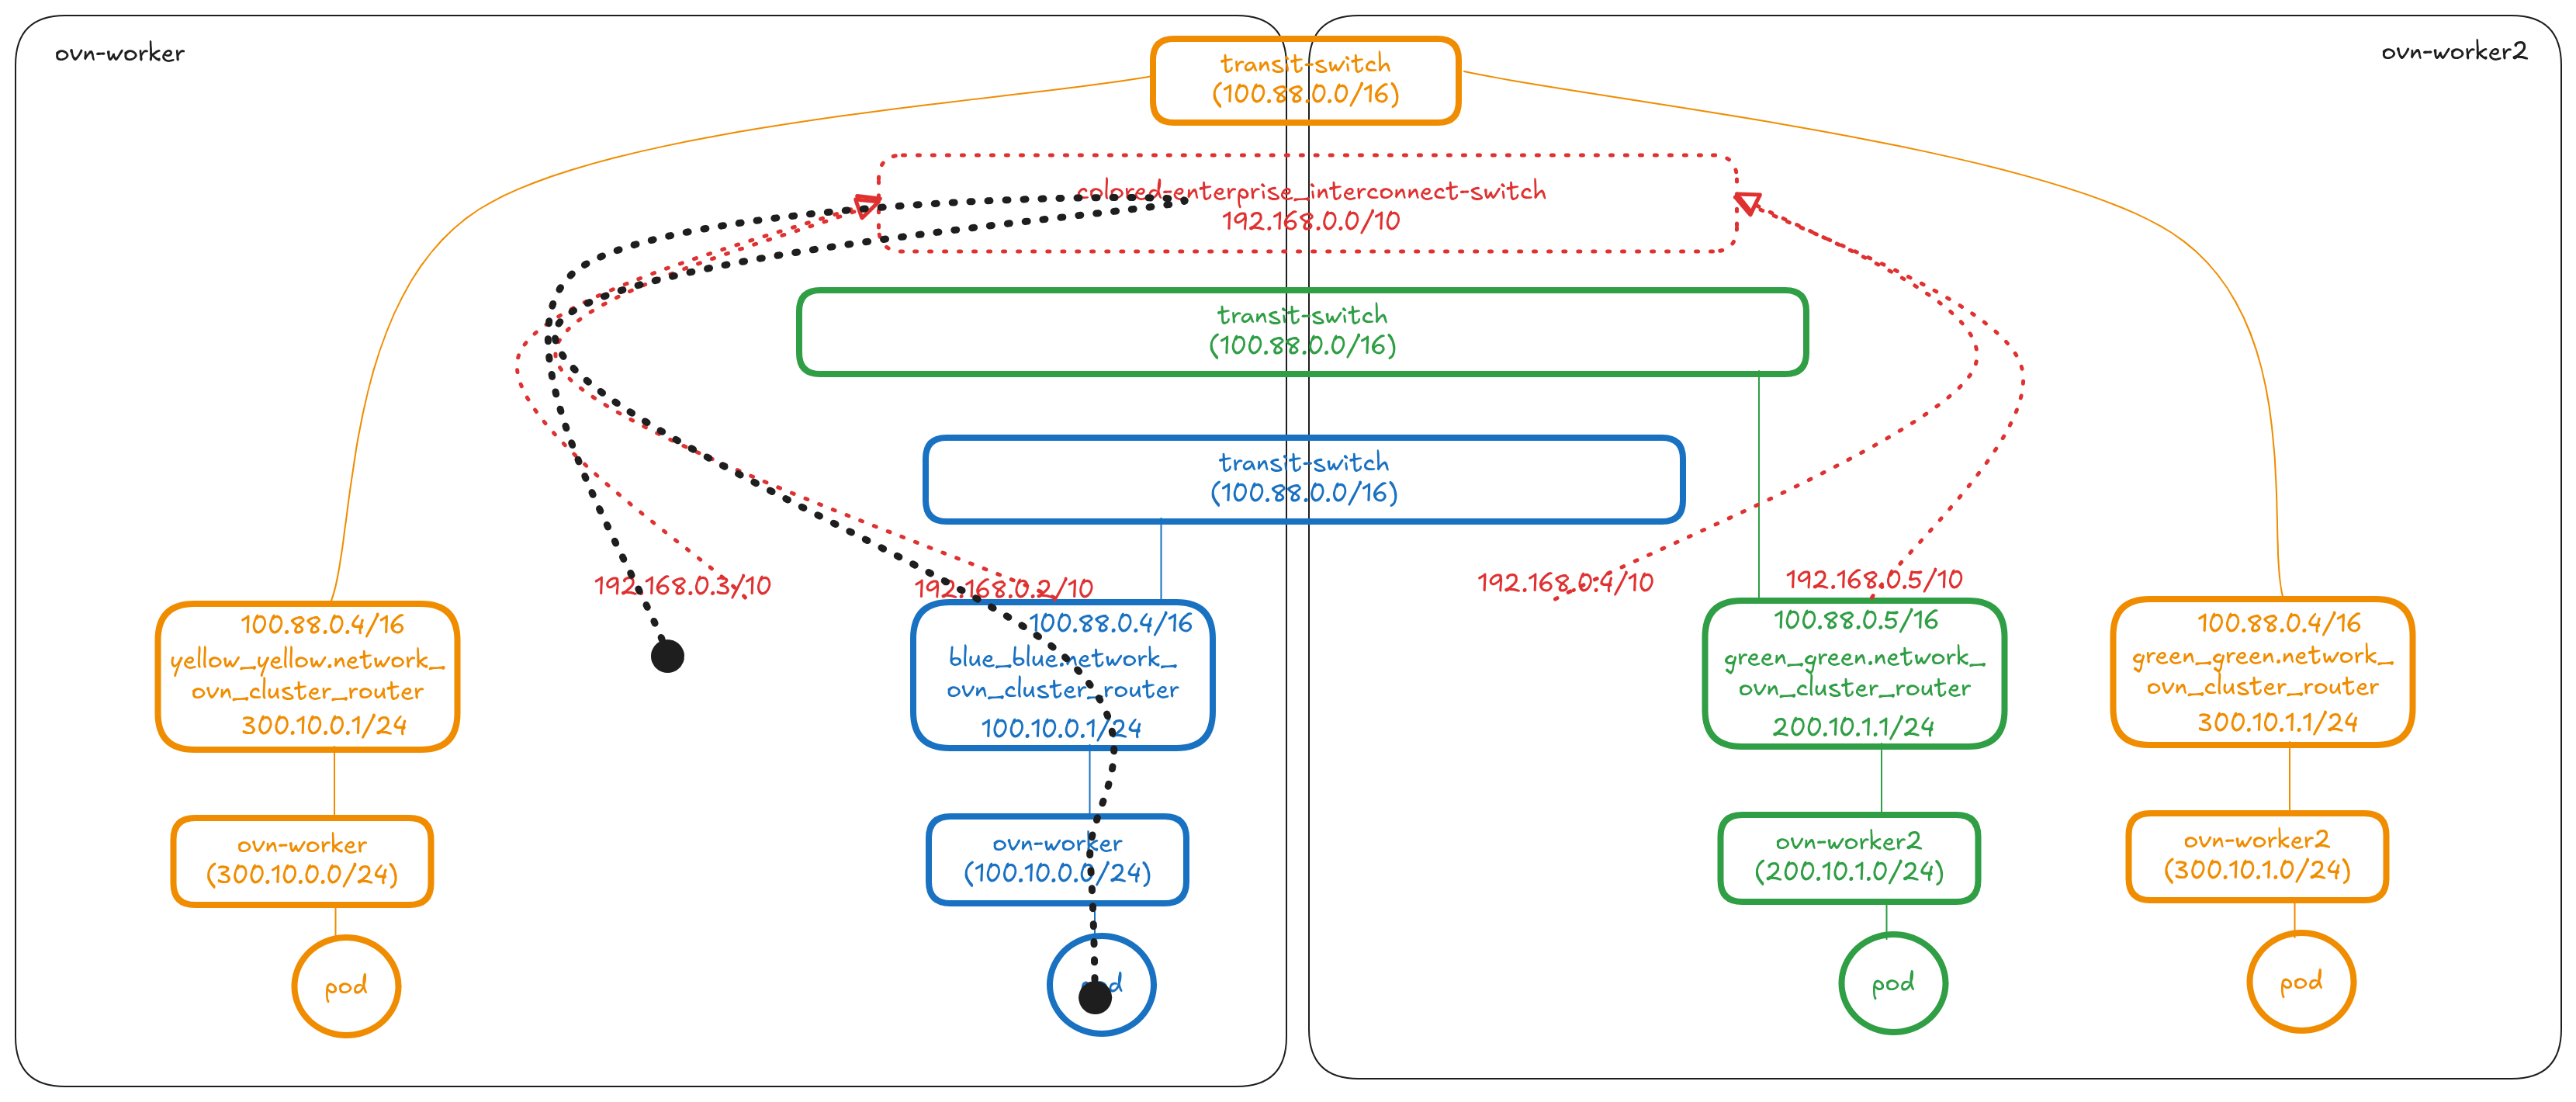 ovn-worker
ovn-worker2
transit-switch
(100.88.0.0/16)
colored-enterprise_interconnect-switch
192.168.0.0/10
transit-switch
(100.88.0.0/16)
transit-switch
(100.88.0.0/16)
192.168.0.3/10
192.168.0.2/10
192.168.0.4/10
192.168.0.5/10
100.88.0.4/16
yellow_yellow.network_
ovn_cluster_router
300.10.0.1/24
100.88.0.4/16
blue_blue.network_
ovn_cluster_router
100.10.0.1/24
100.88.0.5/16
green_green.network_
ovn_cluster_router
200.10.1.1/24
100.88.0.4/16
green_green.network_
ovn_cluster_router
300.10.1.1/24
ovn-worker
(300.10.0.0/24)
ovn-worker
(100.10.0.0/24)
ovn-worker2
(200.10.1.0/24)
ovn-worker2
(300.10.1.0/24)
pod
pod
pod
pod